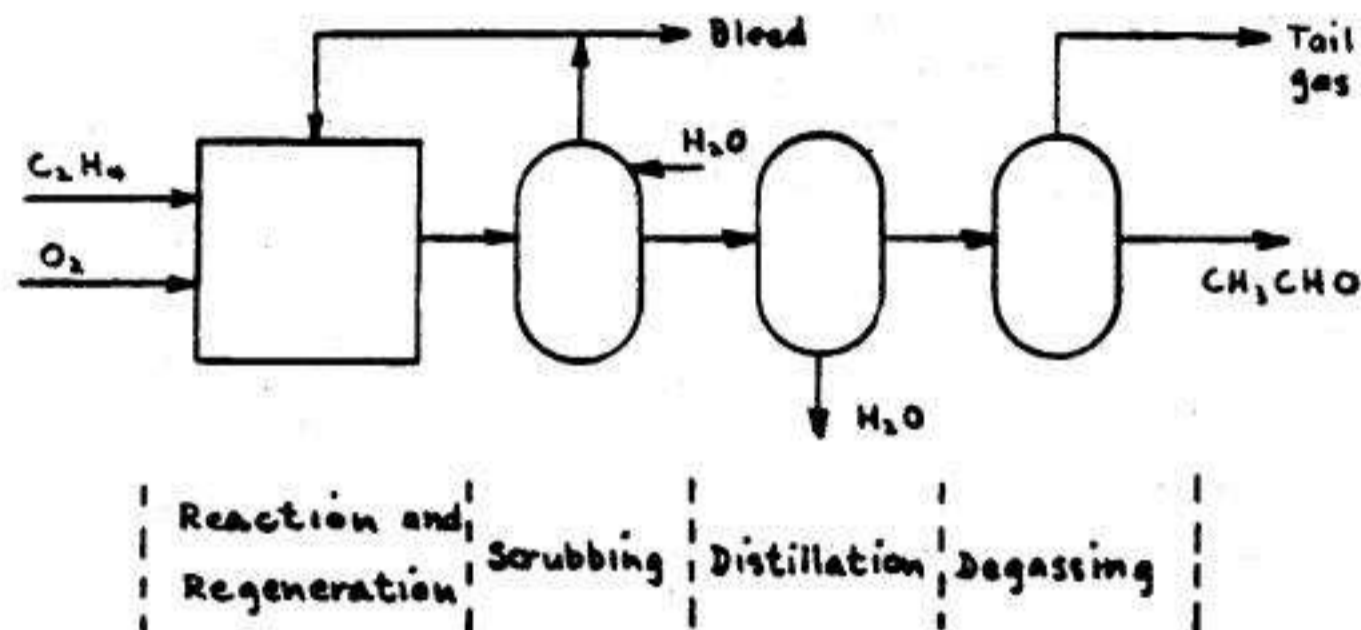 Bleed
Tail
gas
H₂O
C₂H₄
O₂
CH₃CHO
H₂O
Reaction and
Regeneration
Scrubbing
Distillation
Degassing